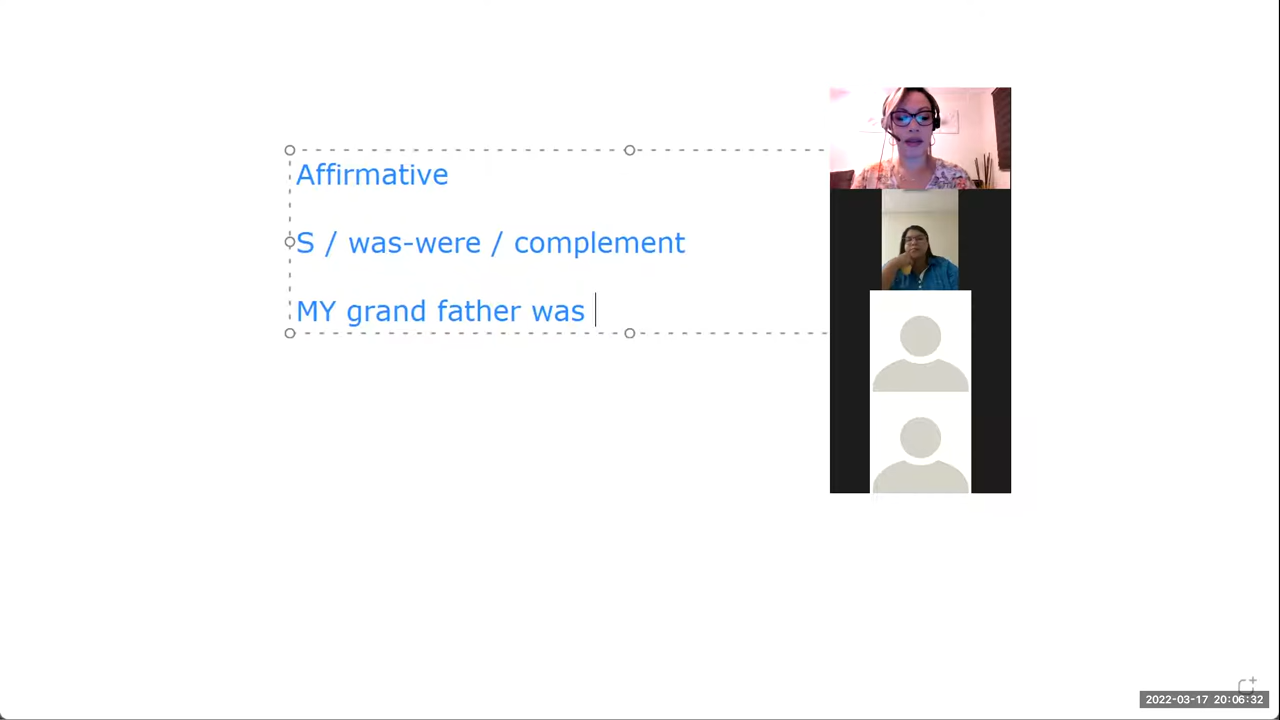 Affirmative
S / was-were / complement
MY grand father was
2022-03-17 20:06:32